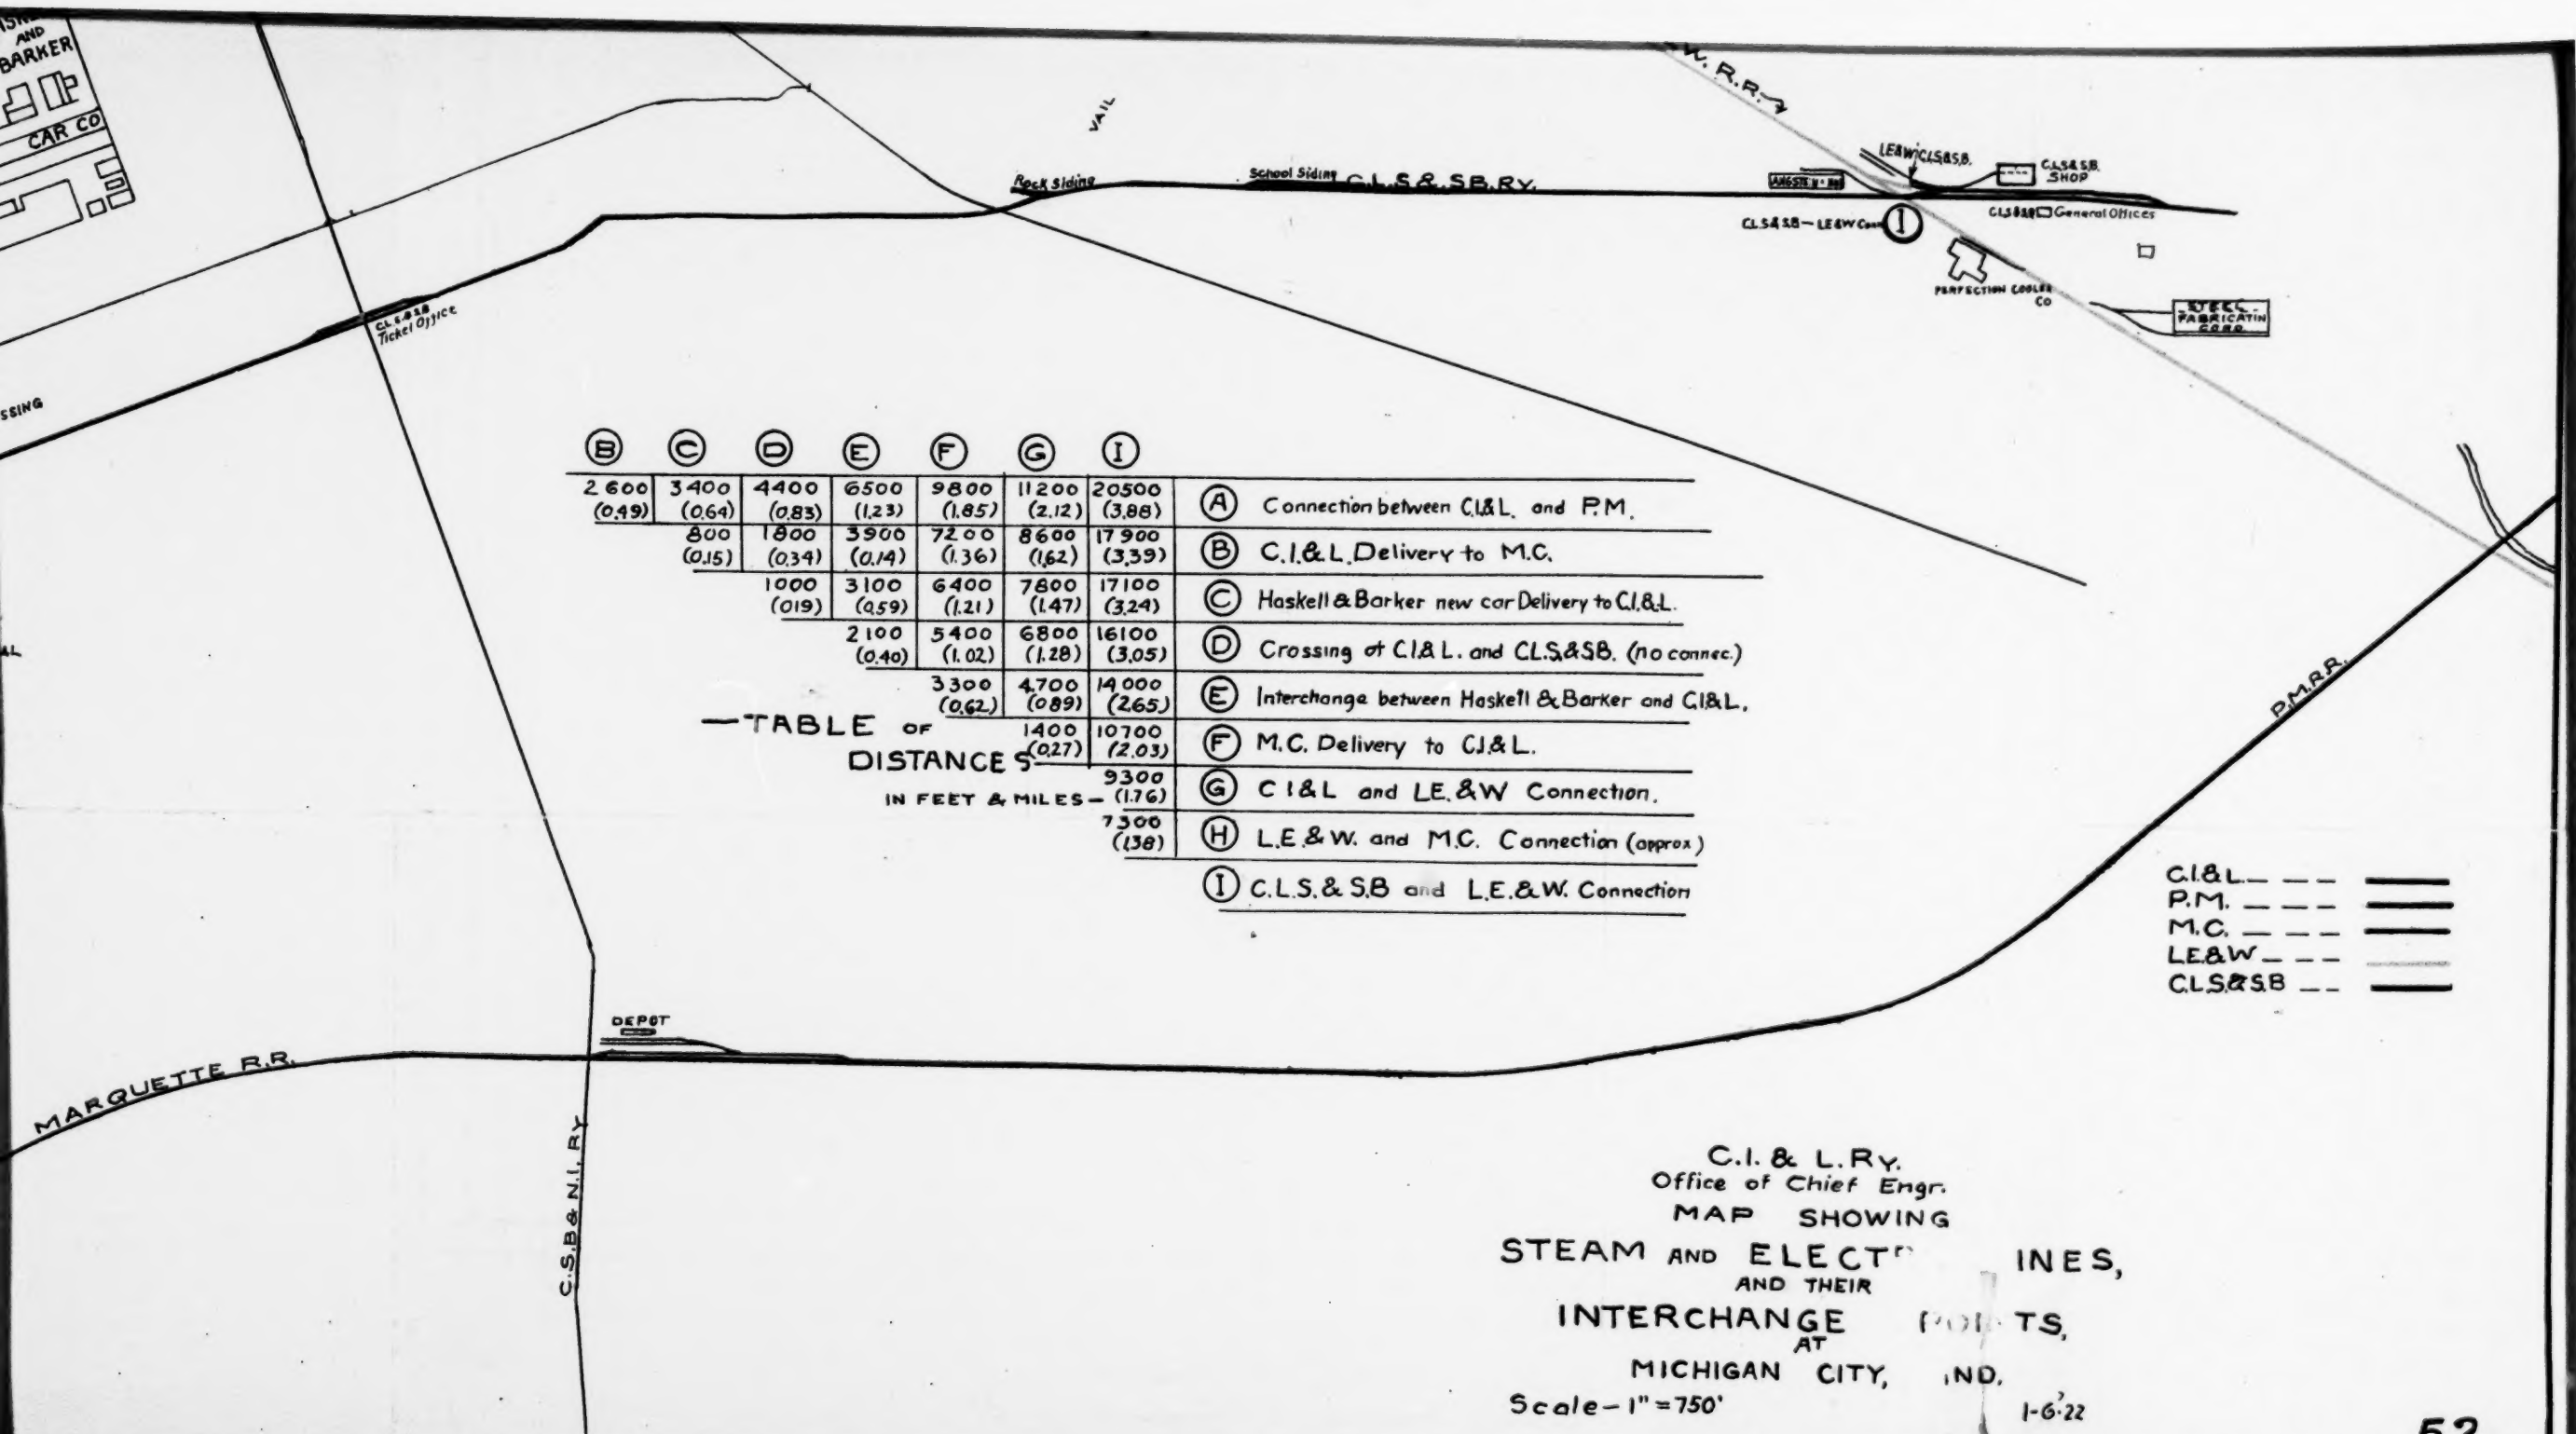 AND
BARKER
CAR CO
W. R.R.
VAIL
Rock Siding
School Siding
C.L.S & S.B. RY.
LE&W
C.L.S&S.B.
C.L.S&S.B.
SHOP
General Offices
C.L.S&S.B — LE&W Conn
I
PERFECTION COOLER
CO
STEEL
FABRICATIN
CORP.
C.L.S&S.B
Ticket Office
SSING
AL
B C D E F G I
2600 3400 4400 6500 9800 11200 20500
(0.49) (0.64) (0.83) (1.23) (1.85) (2.12) (3.88)
A Connection between C.I.&L. and P.M.
800 1800 3900 7200 8600 17900
(0.15) (0.34) (0.14) (1.36) (1.62) (3.39)
B C.I.&L. Delivery to M.C.
1000 3100 6400 7800 17100
(019) (0.59) (1.21) (1.47) (3.24)
C Haskell & Barker new car Delivery to C.I.&L.
2100 5400 6800 16100
(0.40) (1.02) (1.28) (3.05)
D Crossing of C.I.& L. and C.L.S.&S.B. (no connec.)
3300 4700 14000
(0.62) (089) (2.65)
E Interchange between Haskell & Barker and C.I.&L.
1400 10700
(0.27) (2.03)
F M.C. Delivery to C.I.& L.
9300
(1.76)
G C I & L and L.E.&W Connection.
7300
(1.38)
H L.E.& W. and M.C. Connection (approx)
I C.L.S.& S.B and L.E.& W. Connection
— TABLE OF
DISTANCES
IN FEET & MILES —
P.M.R.R.
C.I.& L. — — —
P.M. — — —
M.C. — — —
L.E.&W — — —
C.L.S.&S.B — —
DEPOT
MARQUETTE R.R.
C.S.B & N.I. RY
C.I. & L. RY.
Office of Chief Engr.
MAP SHOWING
STEAM AND ELECT INES,
AND THEIR
INTERCHANGE POI TS,
AT
MICHIGAN CITY, IND.
Scale — 1" = 750'
1-6-'22
52